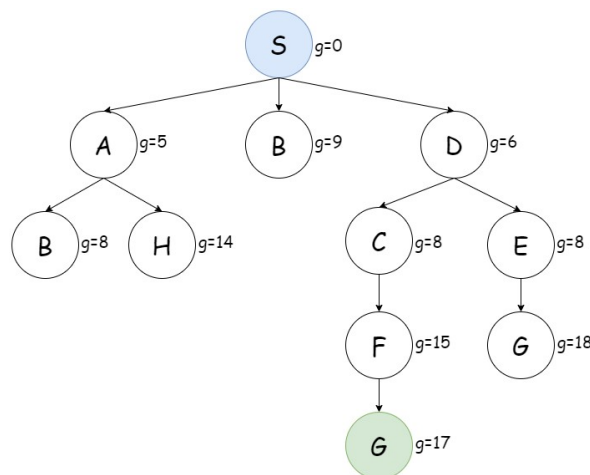 S g=0
A g=5 B g=9 D g=6
B g=8 H g=14 C g=8 E g=8
F g=15 G g=18
G g=17